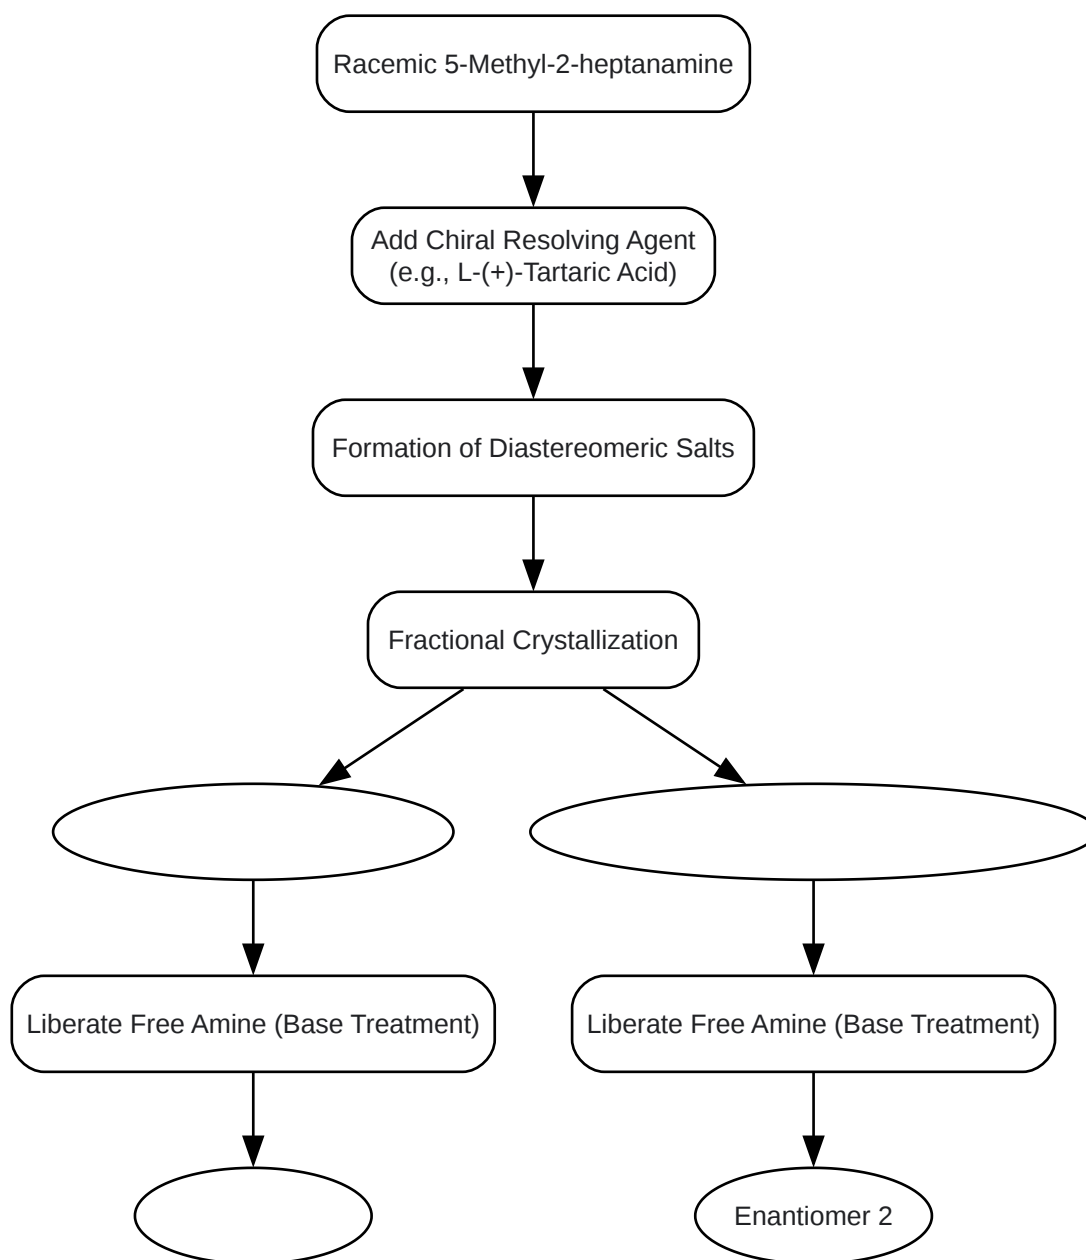 Racemic 5-Methyl-2-heptanamine
Add Chiral Resolving Agent
(e.g., L-(+)-Tartaric Acid)
Formation of Diastereomeric Salts
Fractional Crystallization
Liberate Free Amine (Base Treatment)
Liberate Free Amine (Base Treatment)
Enantiomer 2